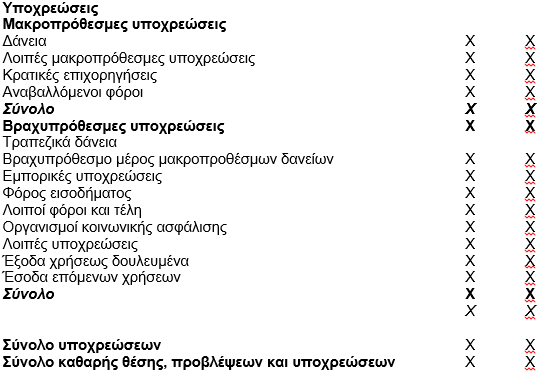 Υποχρεώσεις
Μακροπρόθεσμες υποχρεώσεις
Δάνεια X X
Λοιπές μακροπρόθεσμες υποχρεώσεις X X
Κρατικές επιχορηγήσεις X X
Αναβαλλόμενοι φόροι X X
Σύνολο X X
Βραχυπρόθεσμες υποχρεώσεις X X
Τραπεζικά δάνεια
Βραχυπρόθεσμο μέρος μακροπροθέσμων δανείων X X
Εμπορικές υποχρεώσεις X X
Φόρος εισοδήματος X X
Λοιποί φόροι και τέλη X X
Οργανισμοί κοινωνικής ασφάλισης X X
Λοιπές υποχρεώσεις X X
Έξοδα χρήσεως δουλευμένα X X
Έσοδα επόμενων χρήσεων X X
Σύνολο X X
X X
Σύνολο υποχρεώσεων X X
Σύνολο καθαρής θέσης, προβλέψεων και υποχρεώσεων X X